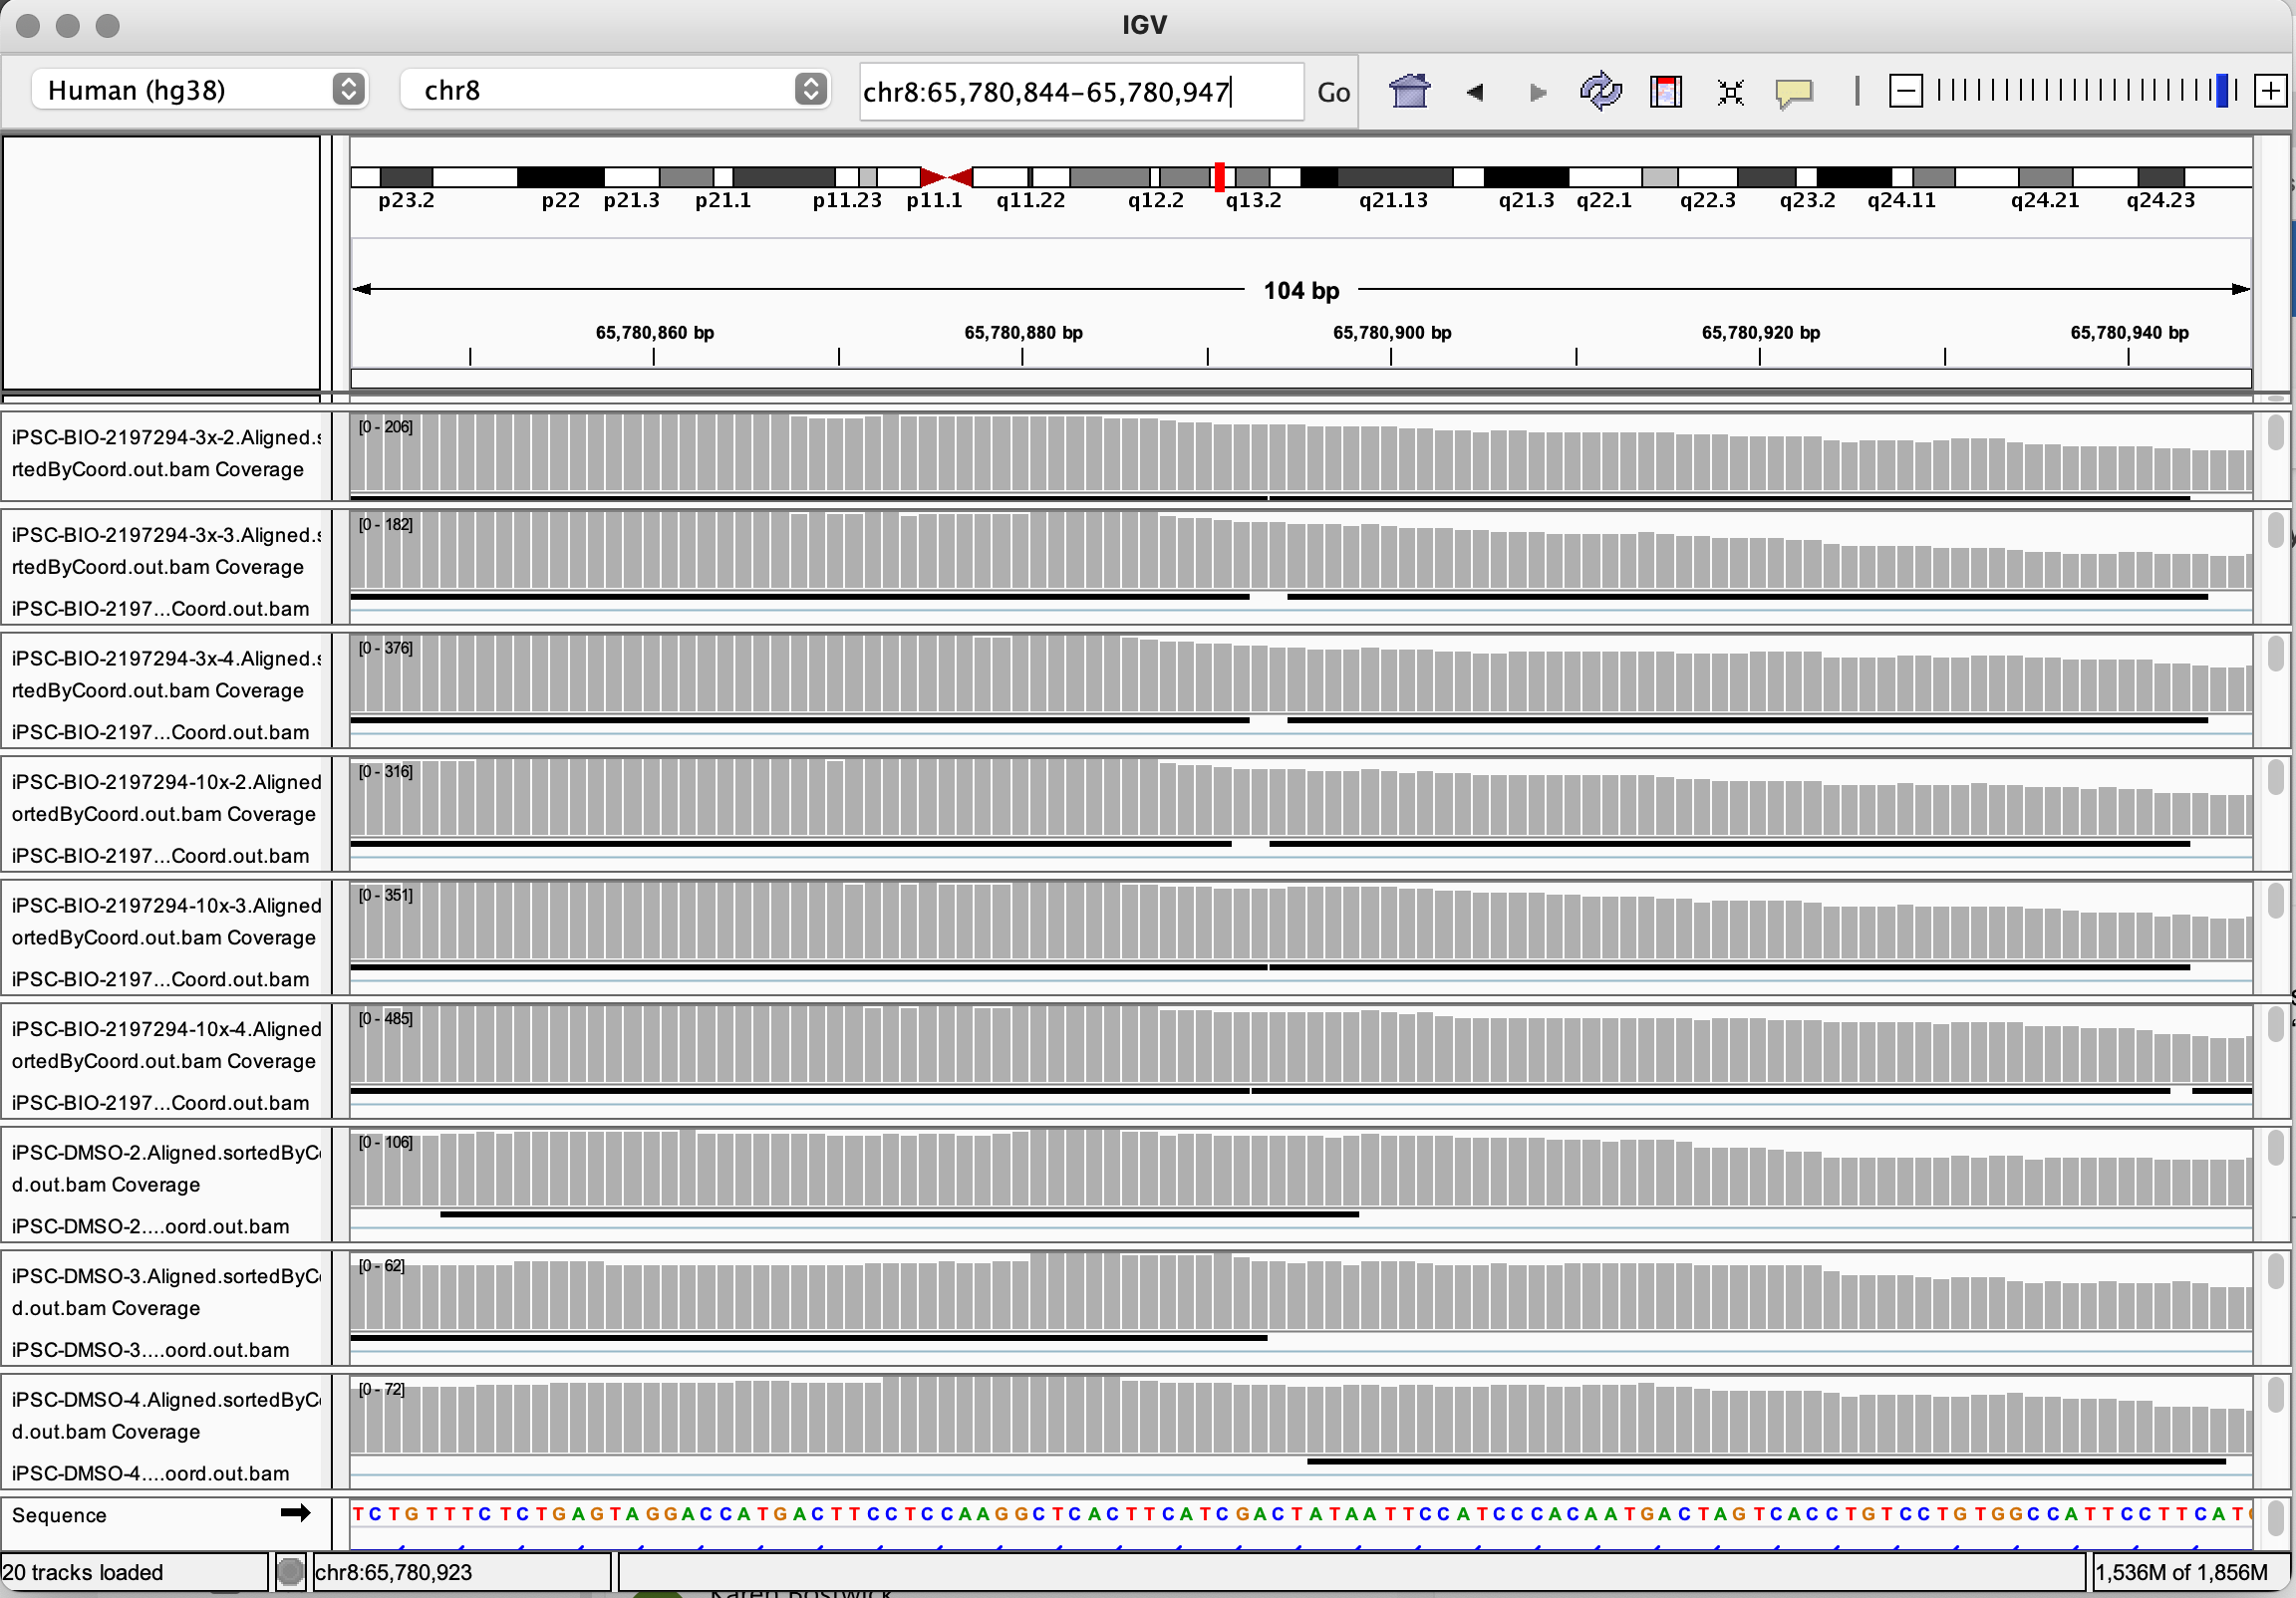 IGV
Human (hg38) chr8 chr8:65,780,844-65,780,947 Go
p23.2 p22 p21.3 p21.1 p11.23 p11.1 q11.22 q12.2 q13.2 q21.13 q21.3 q22.1 q22.3 q23.2 q24.11 q24.21 q24.23
104 bp
65,780,860 bp 65,780,880 bp 65,780,900 bp 65,780,920 bp 65,780,940 bp
[0 - 206]
iPSC-BIO-2197294-3x-2.Aligned.s
rtedByCoord.out.bam Coverage
[0 - 182]
iPSC-BIO-2197294-3x-3.Aligned.s
rtedByCoord.out.bam Coverage
iPSC-BIO-2197...Coord.out.bam
[0 - 376]
iPSC-BIO-2197294-3x-4.Aligned.s
rtedByCoord.out.bam Coverage
iPSC-BIO-2197...Coord.out.bam
[0 - 316]
iPSC-BIO-2197294-10x-2.Aligned
ortedByCoord.out.bam Coverage
iPSC-BIO-2197...Coord.out.bam
[0 - 351]
iPSC-BIO-2197294-10x-3.Aligned
ortedByCoord.out.bam Coverage
iPSC-BIO-2197...Coord.out.bam
[0 - 485]
iPSC-BIO-2197294-10x-4.Aligned
ortedByCoord.out.bam Coverage
iPSC-BIO-2197...Coord.out.bam
[0 - 106]
iPSC-DMSO-2.Aligned.sortedByCo
d.out.bam Coverage
iPSC-DMSO-2....oord.out.bam
[0 - 62]
iPSC-DMSO-3.Aligned.sortedByCo
d.out.bam Coverage
iPSC-DMSO-3....oord.out.bam
[0 - 72]
iPSC-DMSO-4.Aligned.sortedByCo
d.out.bam Coverage
iPSC-DMSO-4....oord.out.bam
Sequence T C T G T T T C T C T G A G T A G G A C C A T G A C T T C C T C C A A G G C T C A C T T C A T C G A C T A T A A T T C C A T C C C A C A A T G A C T A G T C A C C T G T C C T G T G G C C A T T C C T T C A T G
20 tracks loaded chr8:65,780,923 1,536M of 1,856M
Karen Bostwick